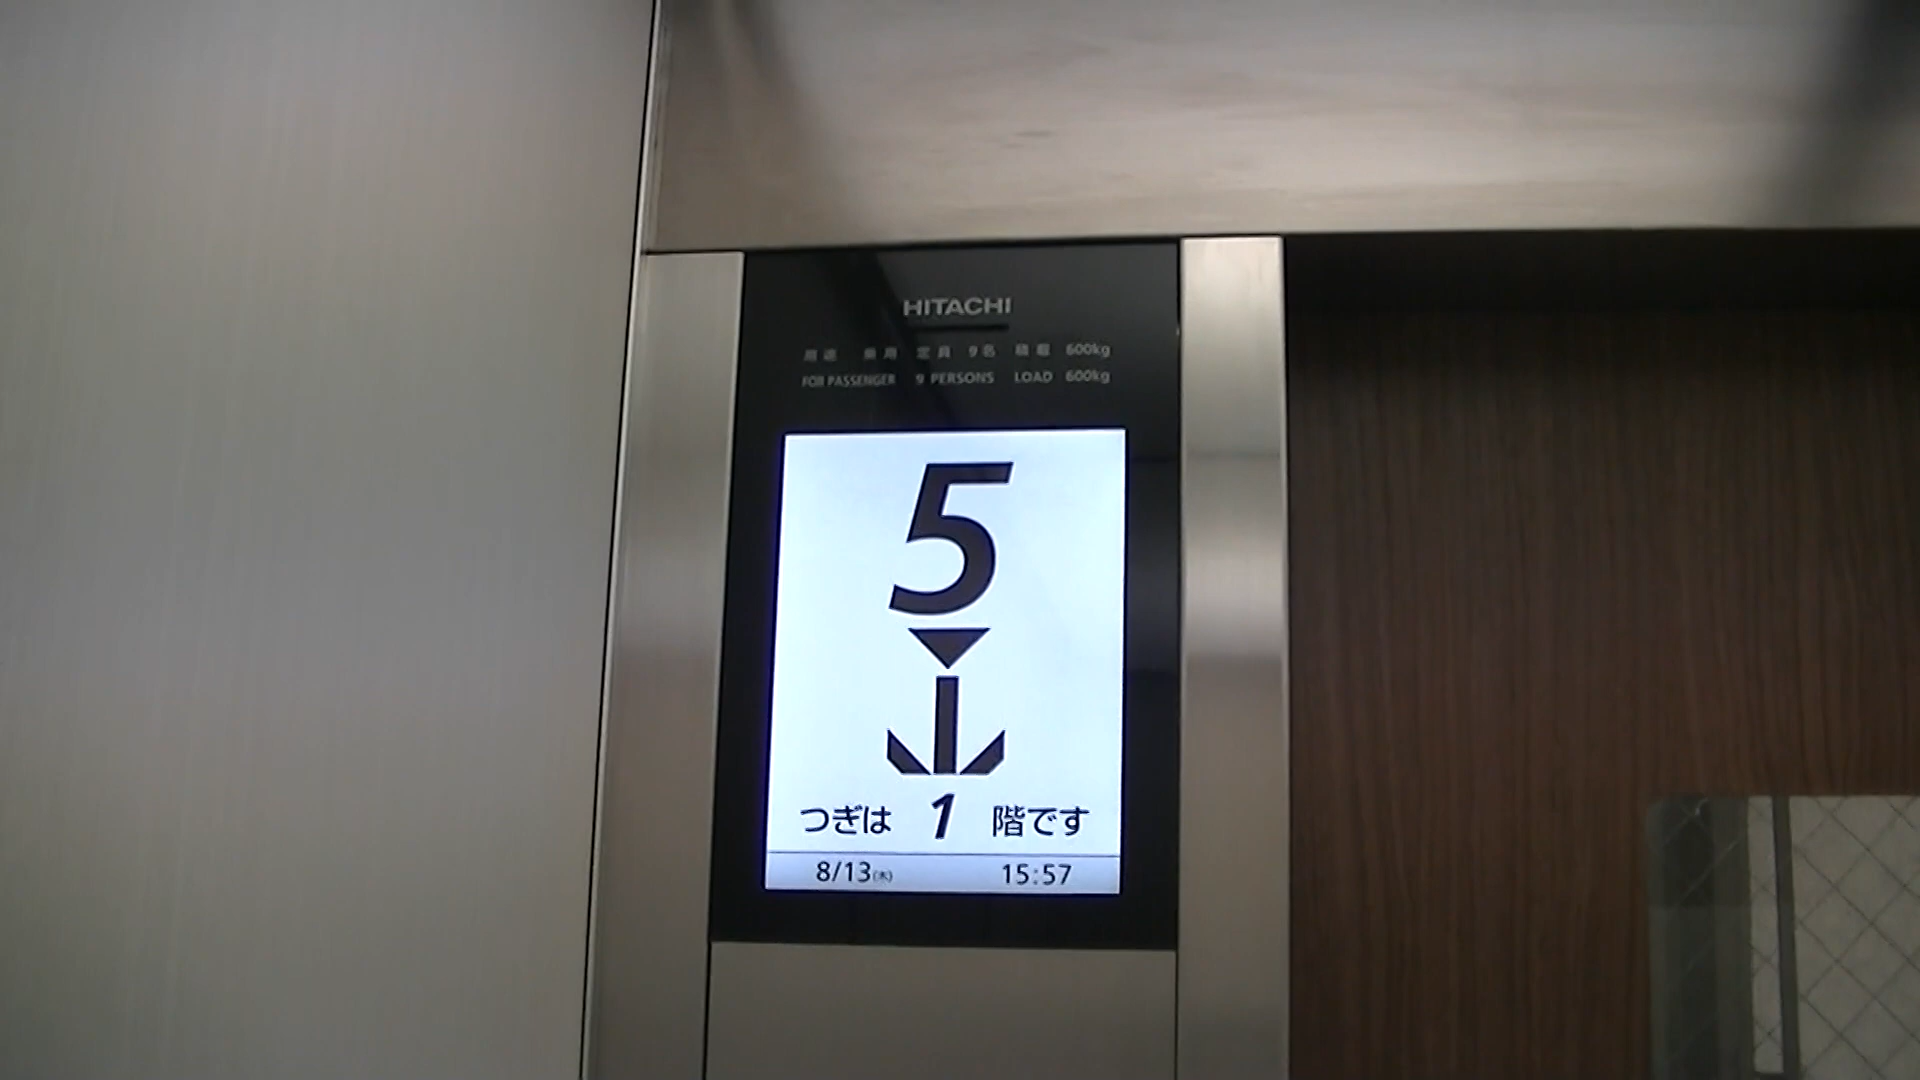 HITACHI
用途 乗用 定員 9名 積載 600kg
FOR PASSENGER 9 PERSONS LOAD 600kg
5
つぎは 1 階です
8/13(木) 15:57